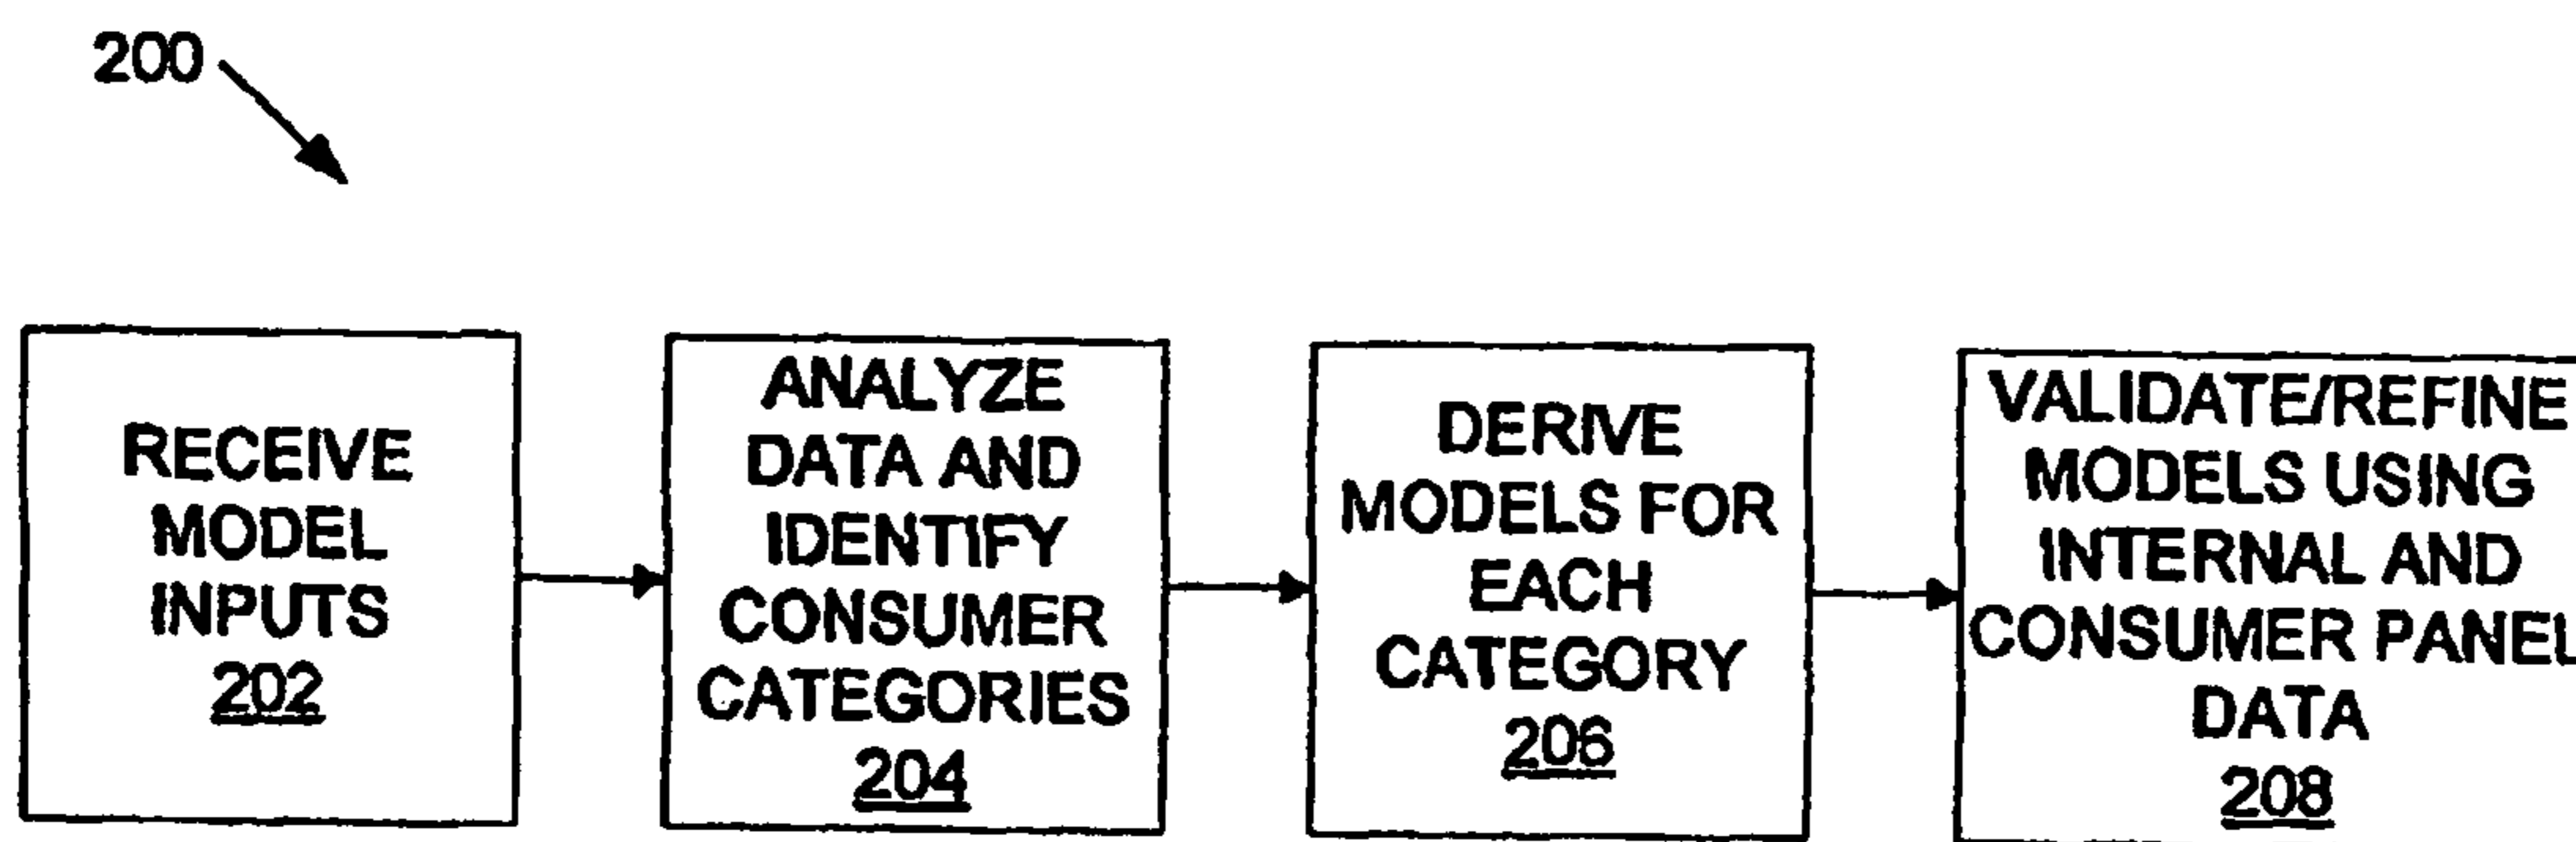 200
RECEIVE
MODEL
INPUTS
202
ANALYZE
DATA AND
IDENTIFY
CONSUMER
CATEGORIES
204
DERIVE
MODELS FOR
EACH
CATEGORY
206
VALIDATE/REFINE
MODELS USING
INTERNAL AND
CONSUMER PANEL
DATA
208